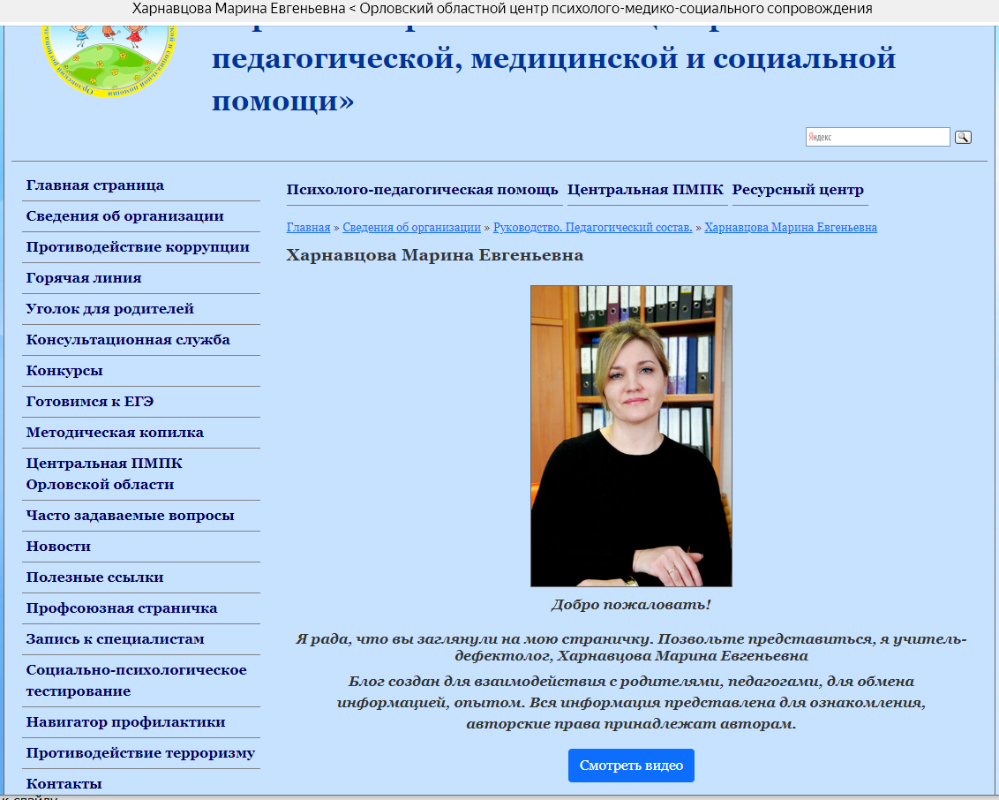 Харнавцова Марина Евгеньевна < Орловский областной центр психолого-медико-социального сопровождения
педагогической, медицинской и социальной
помощи»
Яндекс
Главная страница
Сведения об организации
Противодействие коррупции
Горячая линия
Уголок для родителей
Консультационная служба
Конкурсы
Готовимся к ЕГЭ
Методическая копилка
Центральная ПМПК
Орловской области
Часто задаваемые вопросы
Новости
Полезные ссылки
Профсоюзная страничка
Запись к специалистам
Социально-психологическое
тестирование
Навигатор профилактики
Противодействие терроризму
Контакты
Психолого-педагогическая помощь Центральная ПМПК Ресурсный центр
Главная » Сведения об организации » Руководство. Педагогический состав. » Харнавцова Марина Евгеньевна
Харнавцова Марина Евгеньевна
Добро пожаловать!
Я рада, что вы заглянули на мою страничку. Позвольте представиться, я учитель-
дефектолог, Харнавцова Марина Евгеньевна
Блог создан для взаимодействия с родителями, педагогами, для обмена
информацией, опытом. Вся информация представлена для ознакомления,
авторские права принадлежат авторам.
Смотреть видео